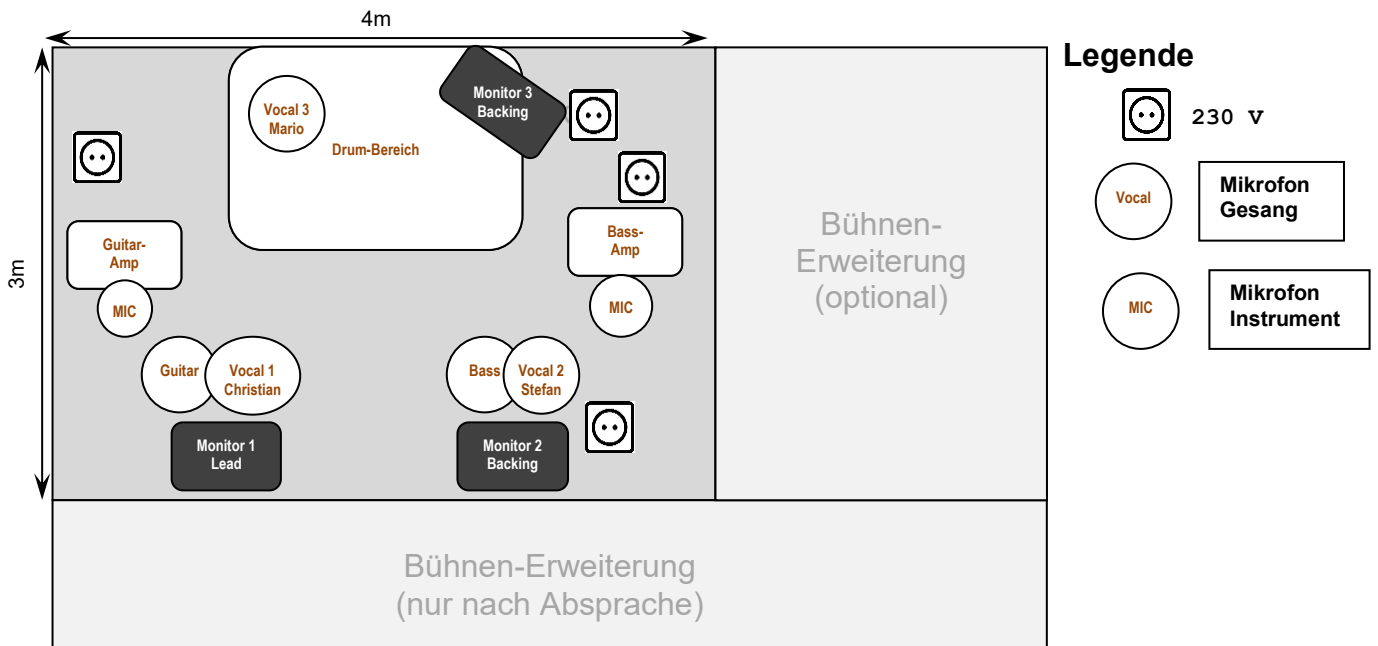 4m
3m
Vocal 3
Mario
Drum-Bereich
Monitor 3
Backing
Guitar-
Amp
MIC
Bass-
Amp
MIC
Guitar
Vocal 1
Christian
Bass
Vocal 2
Stefan
Monitor 1
Lead
Monitor 2
Backing
Bühnen-
Erweiterung
(optional)
Bühnen-Erweiterung
(nur nach Absprache)
Legende
230 V
Vocal
Mikrofon
Gesang
MIC
Mikrofon
Instrument